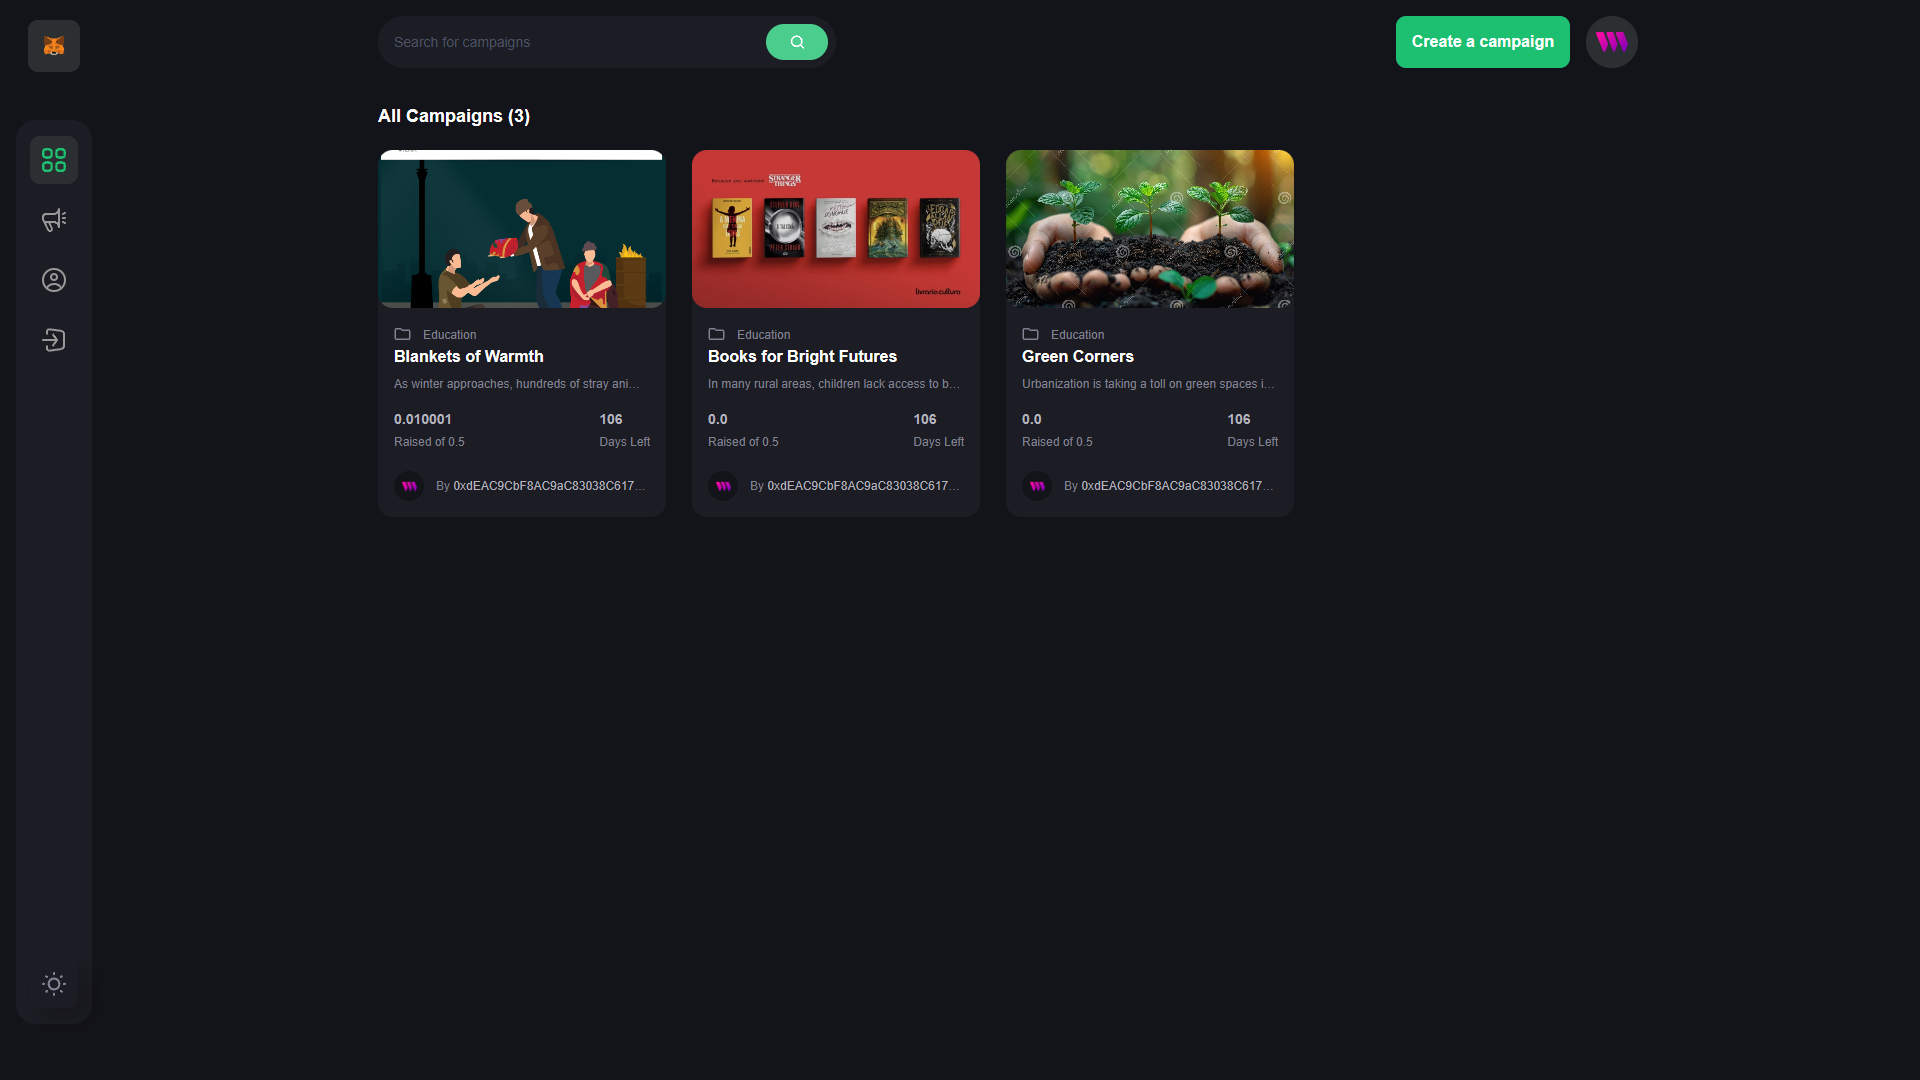 Search for campaigns
Create a campaign
All Campaigns (3)
Because you watched STRANGER THINGS
livraria cultura
Education
Blankets of Warmth
As winter approaches, hundreds of stray ani...
0.010001
106
Raised of 0.5
Days Left
By 0xdEAC9CbF8AC9aC83038C617...
Education
Books for Bright Futures
In many rural areas, children lack access to b...
0.0
106
Raised of 0.5
Days Left
By 0xdEAC9CbF8AC9aC83038C617...
Education
Green Corners
Urbanization is taking a toll on green spaces i...
0.0
106
Raised of 0.5
Days Left
By 0xdEAC9CbF8AC9aC83038C617...